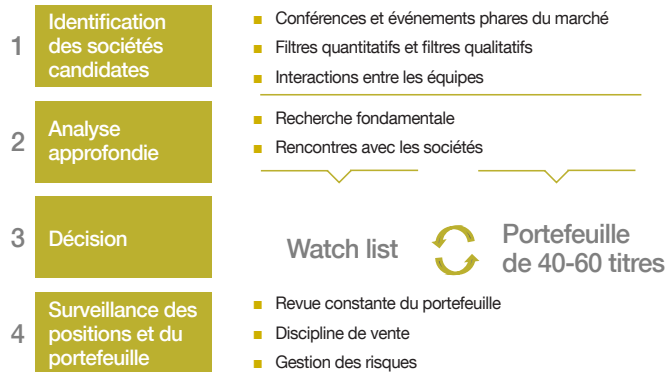 1
Identification
des sociétés
candidates
■ Conférences et événements phares du marché
■ Filtres quantitatifs et filtres qualitatifs
■ Interactions entre les équipes
2
Analyse
approfondie
■ Recherche fondamentale
■ Rencontres avec les sociétés
3
Décision
Watch list
Portefeuille
de 40-60 titres
4
Surveillance des
positions et du
portefeuille
■ Revue constante du portefeuille
■ Discipline de vente
■ Gestion des risques